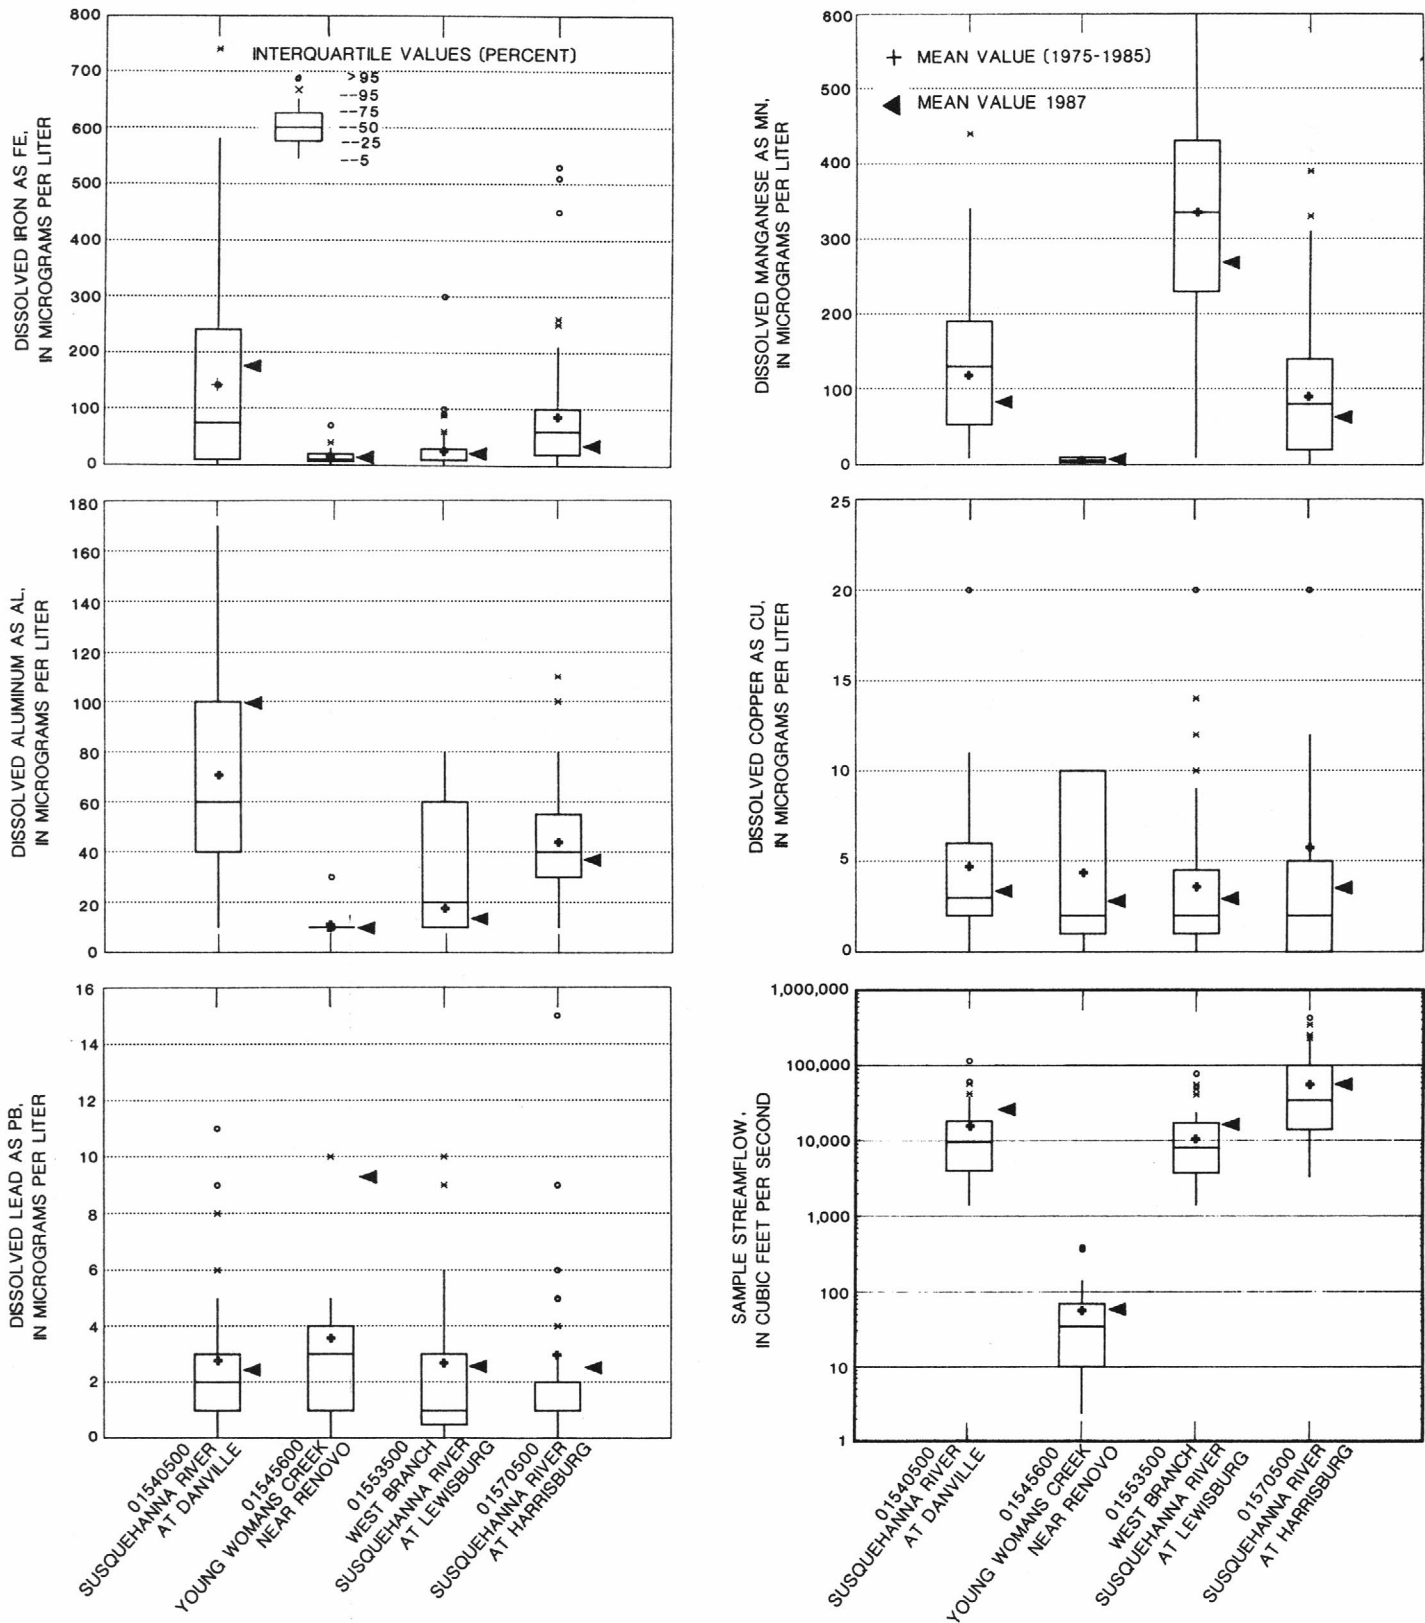 DISSOLVED IRON AS FE,
IN MICROGRAMS PER LITER
800
700
600
500
400
300
200
100
0
INTERQUARTILE VALUES (PERCENT)
>95
--95
--75
--50
--25
--5
DISSOLVED MANGANESE AS MN,
IN MICROGRAMS PER LITER
800
500
400
300
200
100
0
+ MEAN VALUE (1975-1985)
◀ MEAN VALUE 1987
DISSOLVED ALUMINUM AS AL,
IN MICROGRAMS PER LITER
180
160
140
120
100
80
60
40
20
0
DISSOLVED COPPER AS CU,
IN MICROGRAMS PER LITER
25
20
15
10
5
0
DISSOLVED LEAD AS PB,
IN MICROGRAMS PER LITER
16
14
12
10
8
6
4
2
0
SAMPLE STREAMFLOW,
IN CUBIC FEET PER SECOND
1,000,000
100,000
10,000
1,000
100
10
1
01540500
SUSQUEHANNA RIVER
AT DANVILLE
01545600
YOUNG WOMANS CREEK
NEAR RENOVO
01553500
WEST BRANCH
SUSQUEHANNA RIVER
AT LEWISBURG
01570500
SUSQUEHANNA RIVER
AT HARRISBURG
01540500
SUSQUEHANNA RIVER
AT DANVILLE
01545600
YOUNG WOMANS CREEK
NEAR RENOVO
01553500
WEST BRANCH
SUSQUEHANNA RIVER
AT LEWISBURG
01570500
SUSQUEHANNA RIVER
AT HARRISBURG